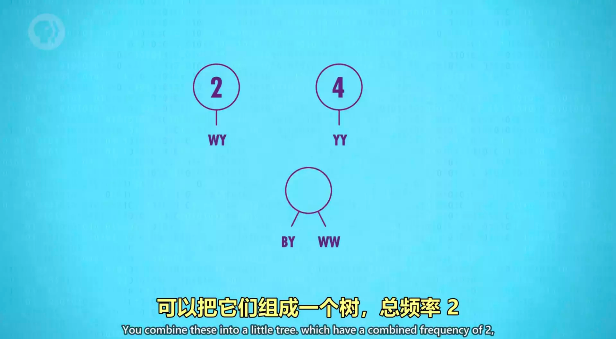 2 4
WY YY
BY WW
可以把它们组成一个树，总频率 2
You combine these into a little tree. which have a combined frequency of 2,